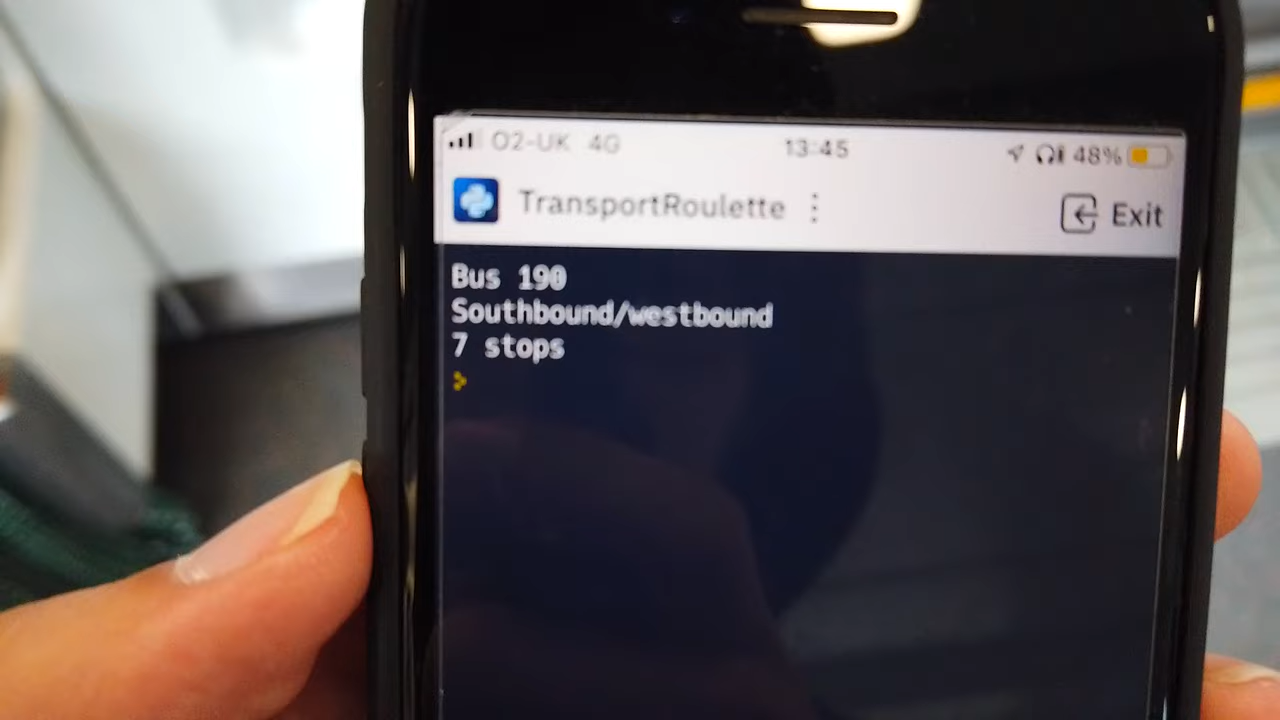 O2-UK 4G 13:45 48%
TransportRoulette Exit
Bus 190
Southbound/westbound
7 stops
>